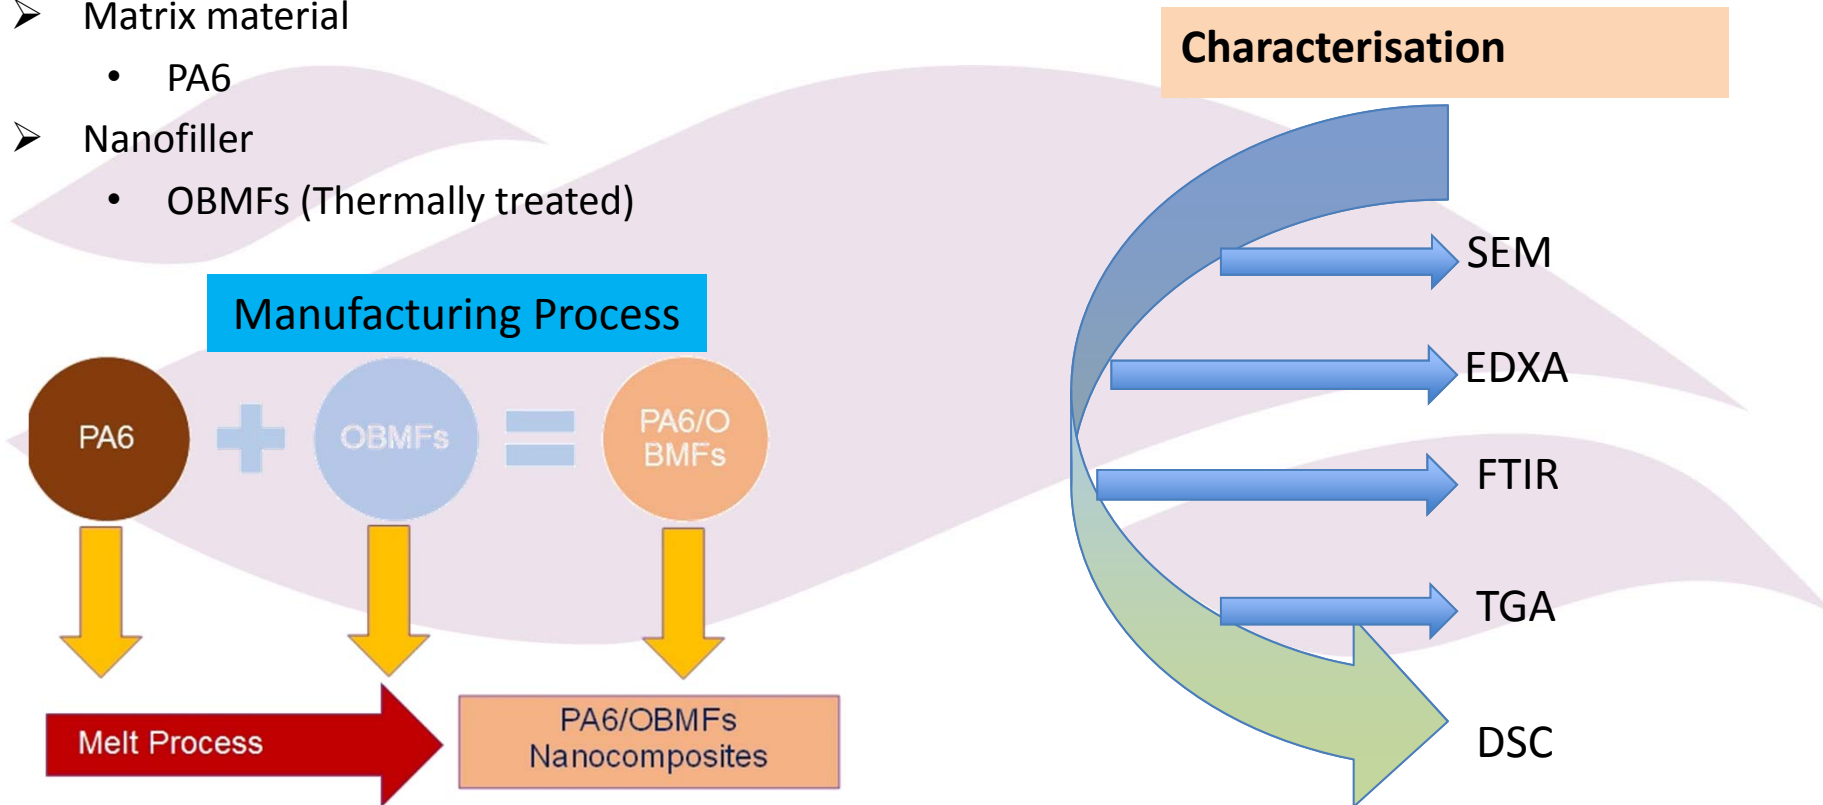 Matrix material
PA6
Nanofiller
OBMFs (Thermally treated)
Manufacturing Process
PA6
OBMFs
PA6/O
BMFs
Melt Process
PA6/OBMFs
Nanocomposites
Characterisation
SEM
EDXA
FTIR
TGA
DSC